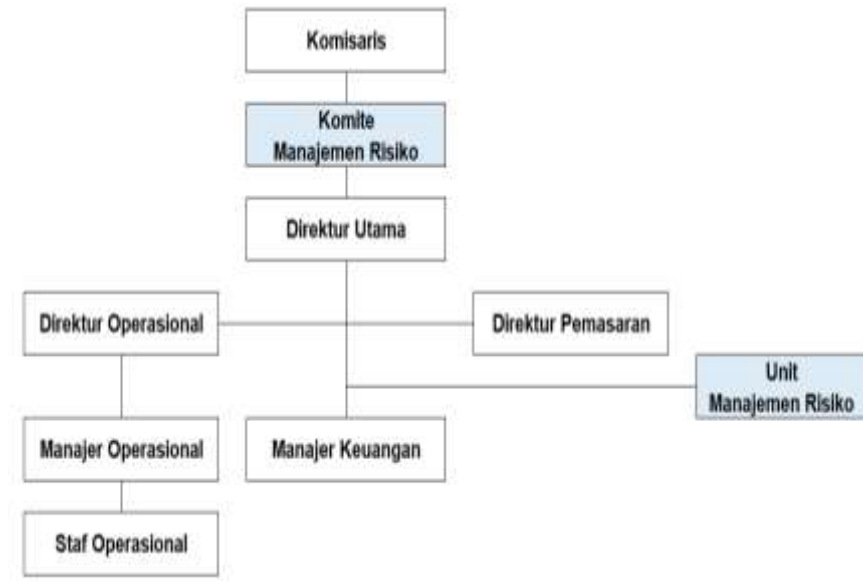 Komisaris
Komite
Manajemen Risiko
Direktur Utama
Direktur Operasional
Direktur Pemasaran
Unit
Manajemen Risiko
Manajer Operasional
Manajer Keuangan
Staf Operasional